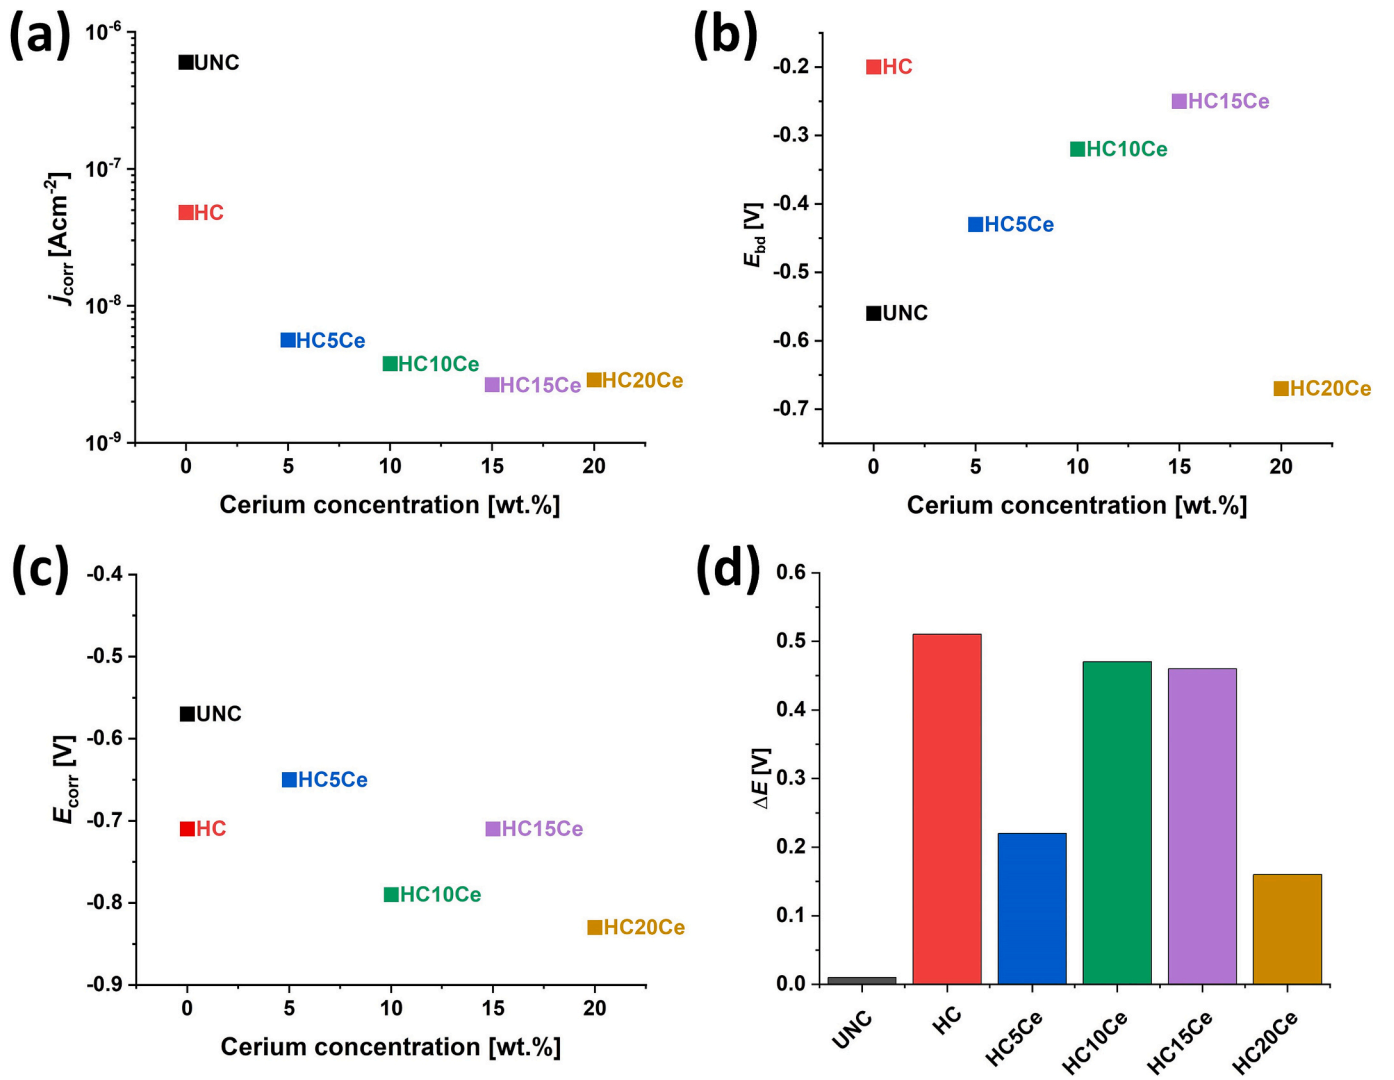 (a)
10-6
10-7
10-8
10-9
jcorr [Acm-2]
UNC
HC
HC5Ce
HC10Ce
HC15Ce
HC20Ce
0 5 10 15 20
Cerium concentration [wt.%]
(b)
-0.2
-0.3
-0.4
-0.5
-0.6
-0.7
Ebd [V]
HC
HC15Ce
HC10Ce
HC5Ce
UNC
HC20Ce
0 5 10 15 20
Cerium concentration [wt.%]
(c)
-0.4
-0.5
-0.6
-0.7
-0.8
-0.9
Ecorr [V]
UNC
HC5Ce
HC
HC15Ce
HC10Ce
HC20Ce
0 5 10 15 20
Cerium concentration [wt.%]
(d)
0.6
0.5
0.4
0.3
0.2
0.1
0.0
ΔE [V]
UNC HC HC5Ce HC10Ce HC15Ce HC20Ce